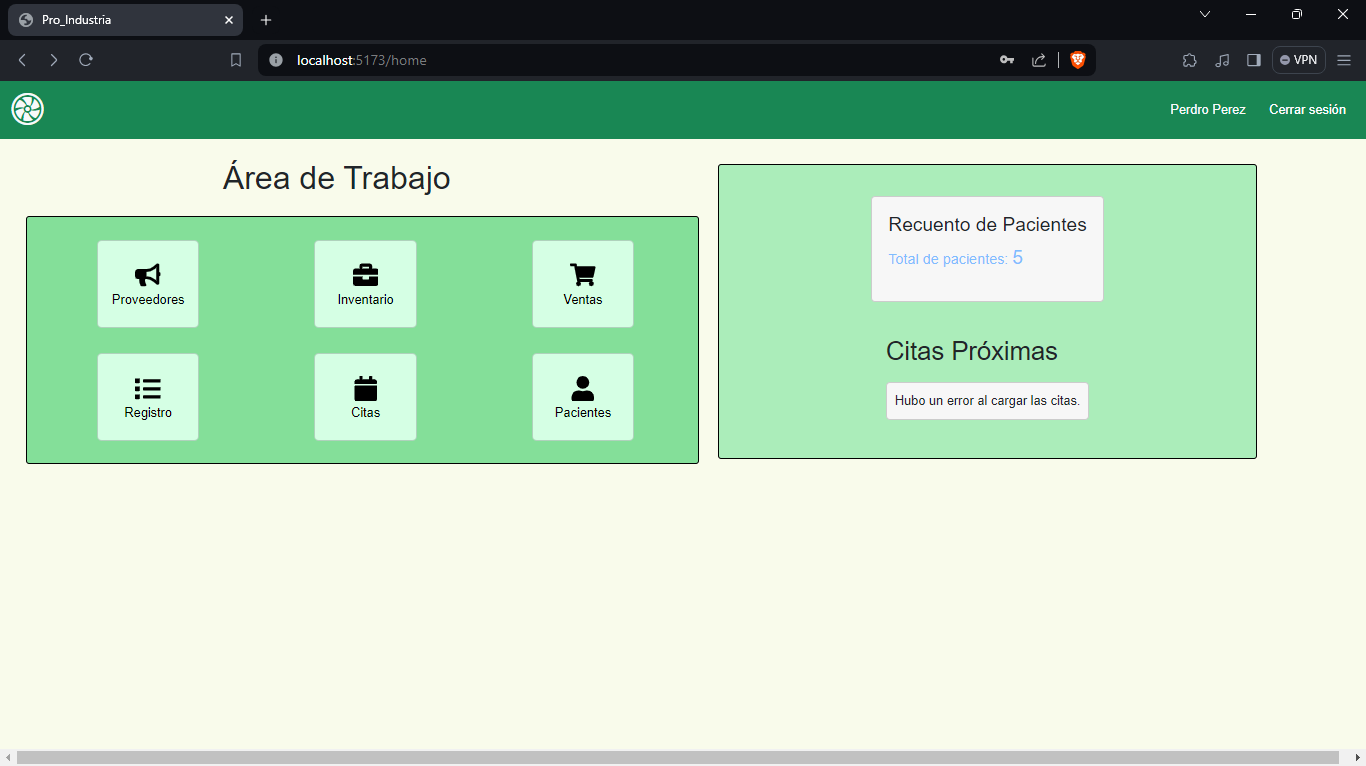 Pro_Industria
localhost:5173/home
VPN
Perdro Perez
Cerrar sesión
Área de Trabajo
Proveedores
Inventario
Ventas
Registro
Citas
Pacientes
Recuento de Pacientes
Total de pacientes: 5
Citas Próximas
Hubo un error al cargar las citas.